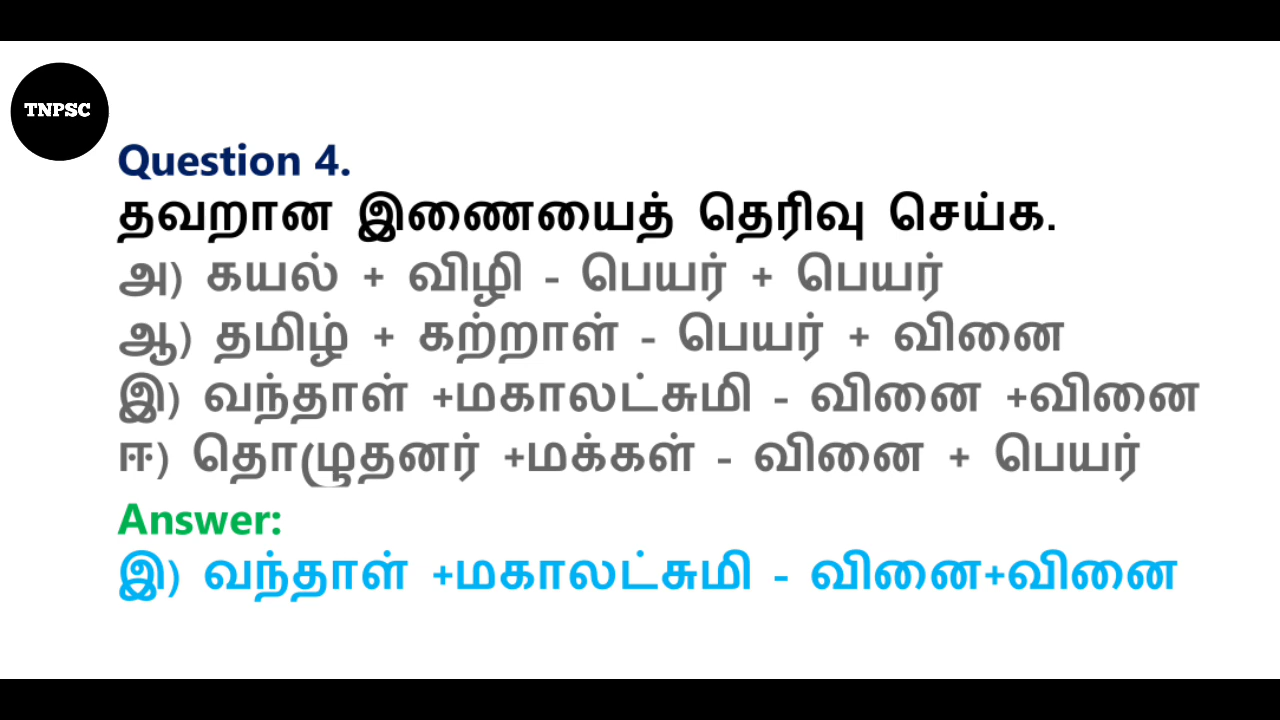 TNPSC
Question 4.
தவறான இணையைத் தெரிவு செய்க.
அ) கயல் + விழி - பெயர் + பெயர்
ஆ) தமிழ் + கற்றாள் - பெயர் + வினை
இ) வந்தாள் +மகாலட்சுமி - வினை +வினை
ஈ) தொழுதனர் +மக்கள் - வினை + பெயர்
Answer:
இ) வந்தாள் +மகாலட்சுமி - வினை+வினை